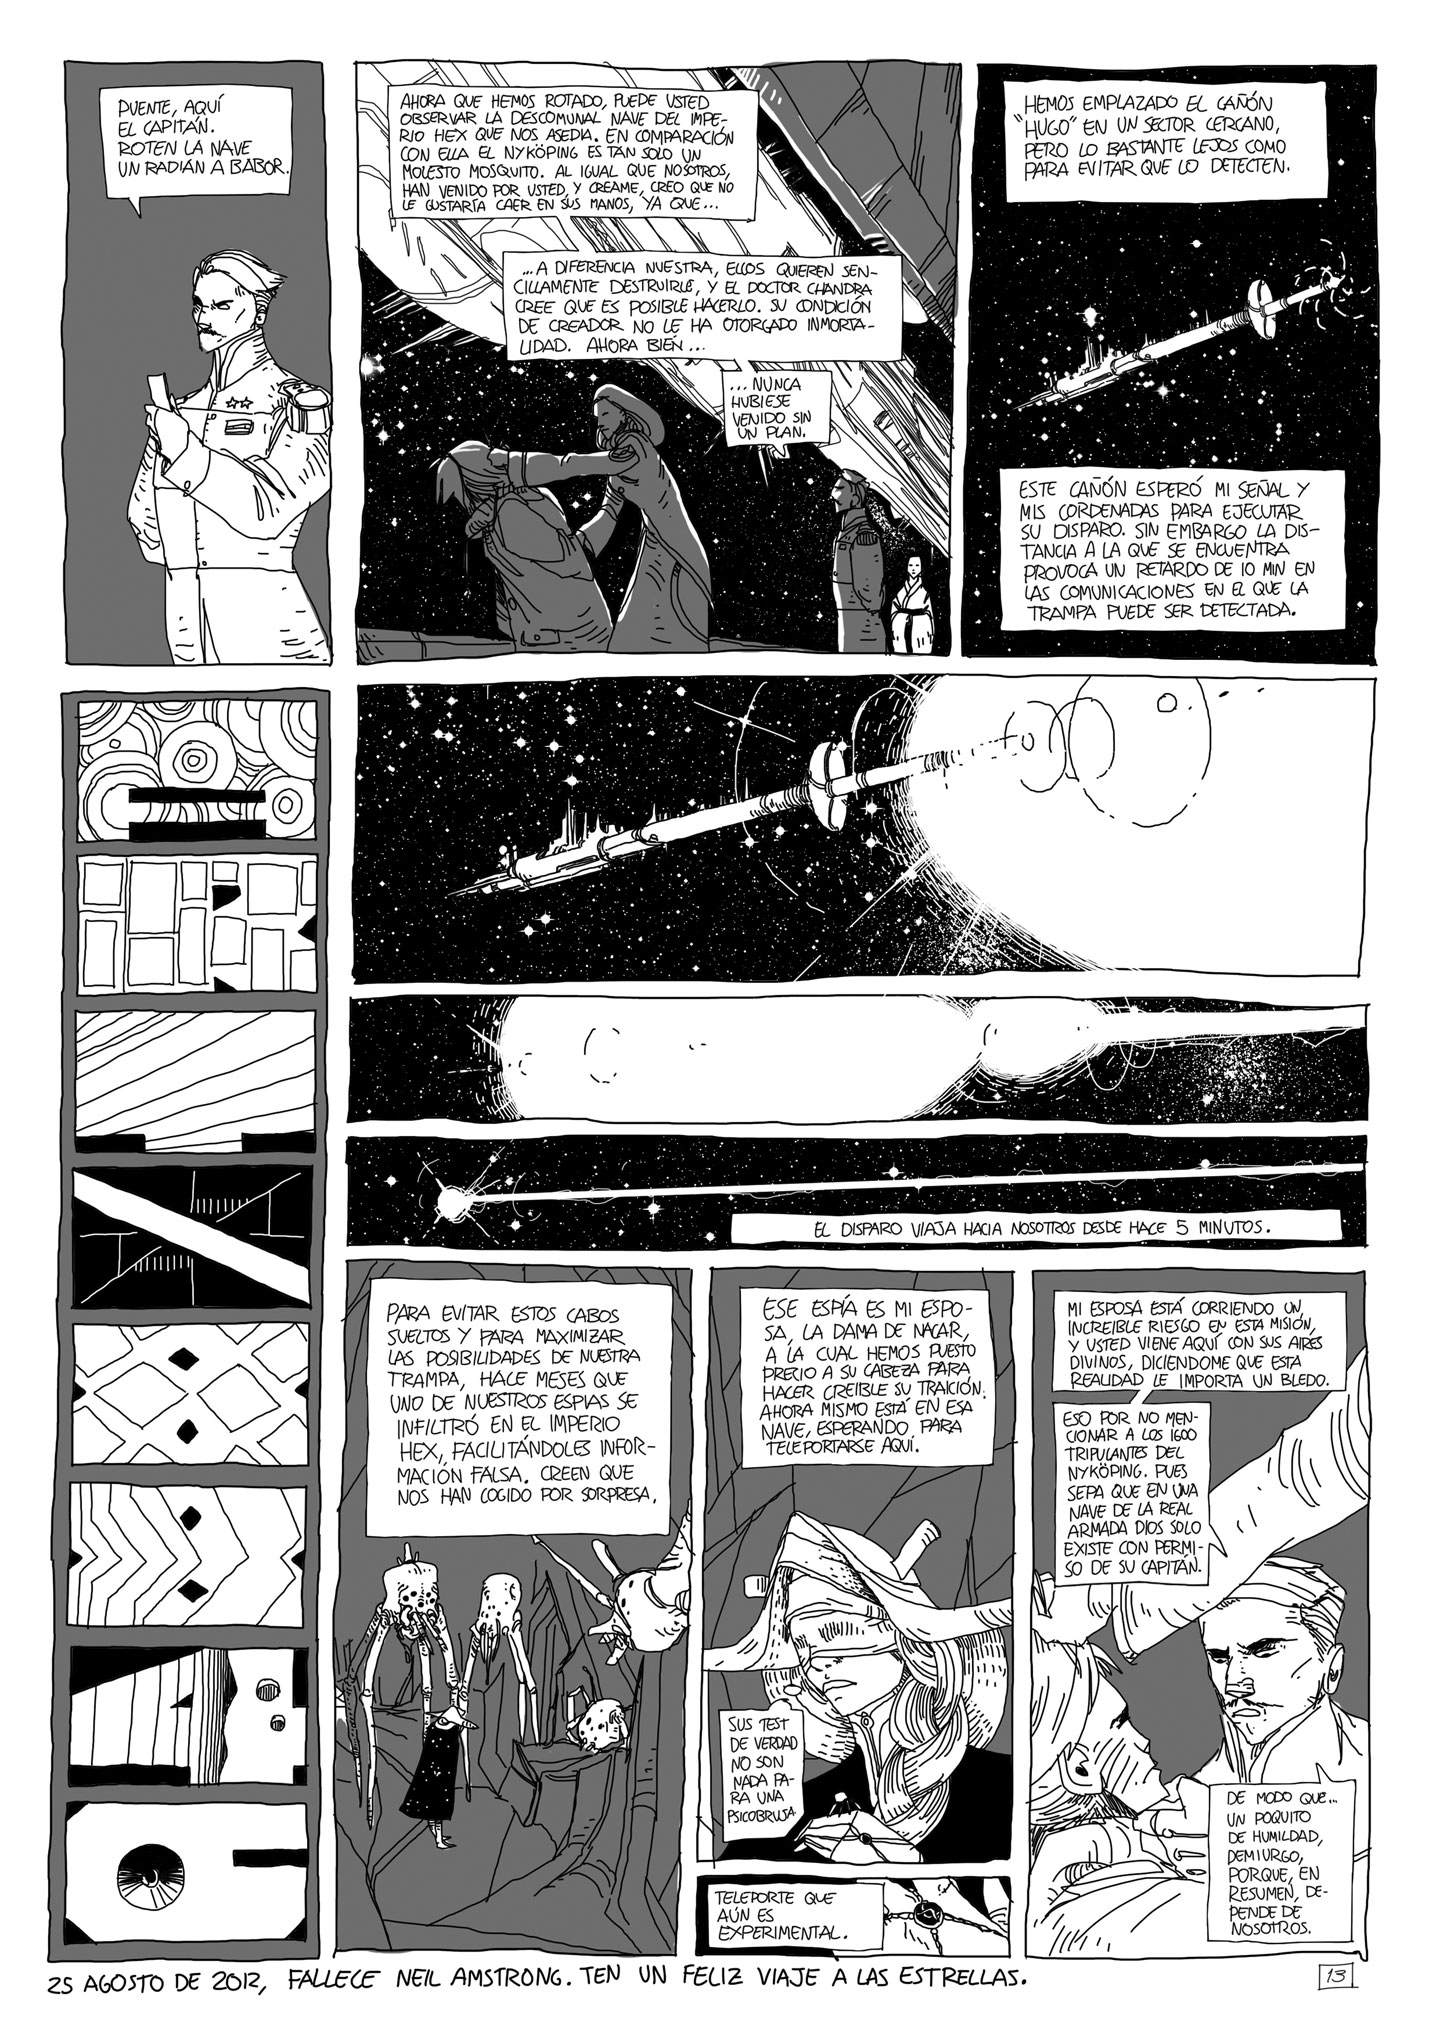 PUENTE, AQUÍ
EL CAPITÁN.
ROTEN LA NAVE
UN RADIÁN A BABOR.
AHORA QUE HEMOS ROTADO, PUEDE USTED
OBSERVAR LA DESCOMUNAL NAVE DEL IMPE-
RIO HEX QUE NOS ASEDIA. EN COMPARACIÓN
CON ELLA EL NYKÖPING ES TAN SOLO UN
MOLESTO MOSQUITO. AL IGUAL QUE NOSOTROS,
HAN VENIDO POR USTED, Y CREAME, CREO QUE NO
LE GUSTARÍA CAER EN SUS MANOS, YA QUE...
...A DIFERENCIA NUESTRA, ELLOS QUIEREN SEN-
CILLAMENTE DESTRUIRLE, Y EL DOCTOR CHANDRA
CREE QUE ES POSIBLE HACERLO. SU CONDICIÓN
DE CREADOR NO LE HA OTORGADO INMORTA-
LIDAD. AHORA BIEN...
...NUNCA
HUBIESE
VENIDO SIN
UN PLAN.
HEMOS EMPLAZADO EL CAÑÓN
"HUGO" EN UN SECTOR CERCANO,
PERO LO BASTANTE LEJOS COMO
PARA EVITAR QUE LO DETECTEN.
ESTE CAÑÓN ESPERÓ MI SEÑAL Y
MIS CORDENADAS PARA EJECUTAR
SU DISPARO. SIN EMBARGO LA DIS-
TANCIA A LA QUE SE ENCUENTRA
PROVOCA UN RETARDO DE 10 MIN EN
LAS COMUNICACIONES EN EL QUE LA
TRAMPA PUEDE SER DETECTADA.
EL DISPARO VIAJA HACIA NOSOTROS DESDE HACE 5 MINUTOS.
PARA EVITAR ESTOS CABOS
SUELTOS Y PARA MAXIMIZAR
LAS POSIBILIDADES DE NUESTRA
TRAMPA, HACE MESES QUE
UNO DE NUESTROS ESPIAS SE
INFILTRÓ EN EL IMPERIO
HEX, FACILITÁNDOLES INFOR-
MACIÓN FALSA. CREEN QUE
NOS HAN COGIDO POR SORPRESA.
ESE ESPÍA ES MI ESPO-
SA, LA DAMA DE NACAR,
A LA CUAL HEMOS PUESTO
PRECIO A SU CABEZA PARA
HACER CREIBLE SU TRAICIÓN.
AHORA MISMO ESTÁ EN ESA
NAVE, ESPERANDO PARA
TELEPORTARSE AQUÍ.
SUS TEST
DE VERDAD
NO SON
NADA PA-
RA UNA
PSICOBRUJA
TELEPORTE QUE
AÚN ES
EXPERIMENTAL.
MI ESPOSA ESTÁ CORRIENDO UN
INCREIBLE RIESGO EN ESTA MISIÓN,
Y USTED VIENE AQUÍ CON SUS AIRES
DIVINOS, DICIENDOME QUE ESTA
REALIDAD LE IMPORTA UN BLEDO.
ESO POR NO MEN-
CIONAR A LOS 1600
TRIPULANTES DEL
NYKÖPING. PUES
SEPA QUE EN UNA
NAVE DE LA REAL
ARMADA DIOS SOLO
EXISTE CON PERMI-
SO DE SU CAPITÁN.
DE MODO QUE...
UN POQUITO
DE HUMILDAD,
DEMIURGO,
PORQUE, EN
RESUMEN, DE-
PENDE DE
NOSOTROS.
25 AGOSTO DE 2012, FALLECE NEIL AMSTRONG. TEN UN FELIZ VIAJE A LAS ESTRELLAS.
13